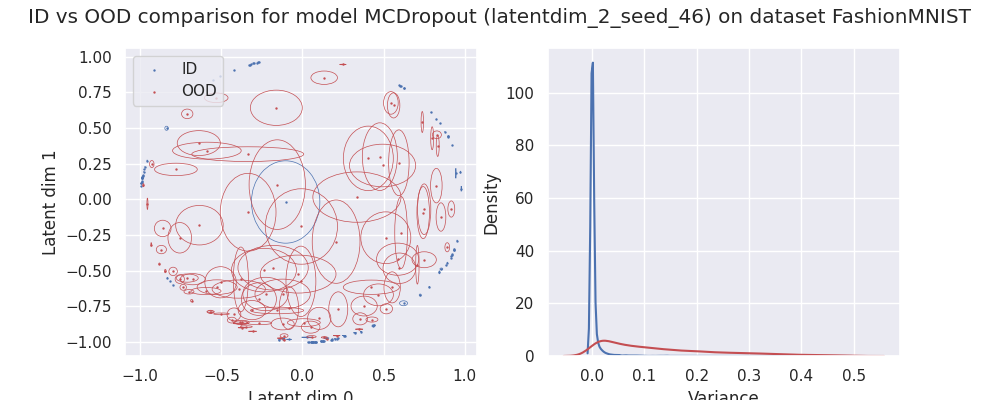 ID vs OOD comparison for model MCDropout (latentdim_2_seed_46) on dataset FashionMNIST
ID
OOD
1.00
0.75
0.50
0.25
0.00
−0.25
−0.50
−0.75
−1.00
Latent dim 1
−1.0 −0.5 0.0 0.5 1.0
Latent dim 0
100
80
60
40
20
0
Density
0.0 0.1 0.2 0.3 0.4 0.5
Variance